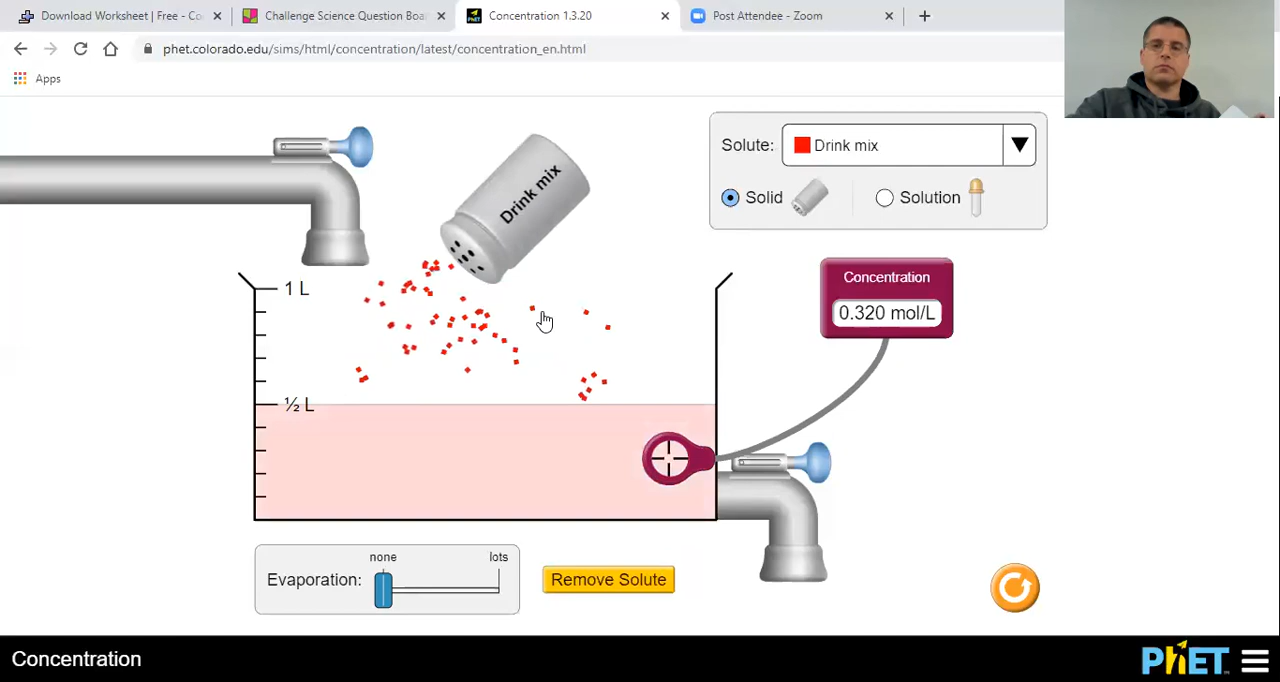 Download Worksheet | Free - Co
Challenge Science Question Boa
Concentration 1.3.20
Post Attendee - Zoom
phet.colorado.edu/sims/html/concentration/latest/concentration_en.html
Apps
Drink mix
Solute: Drink mix
Solid
Solution
Concentration
0.320 mol/L
1 L
½ L
none
lots
Evaporation:
Remove Solute
Concentration
PhET